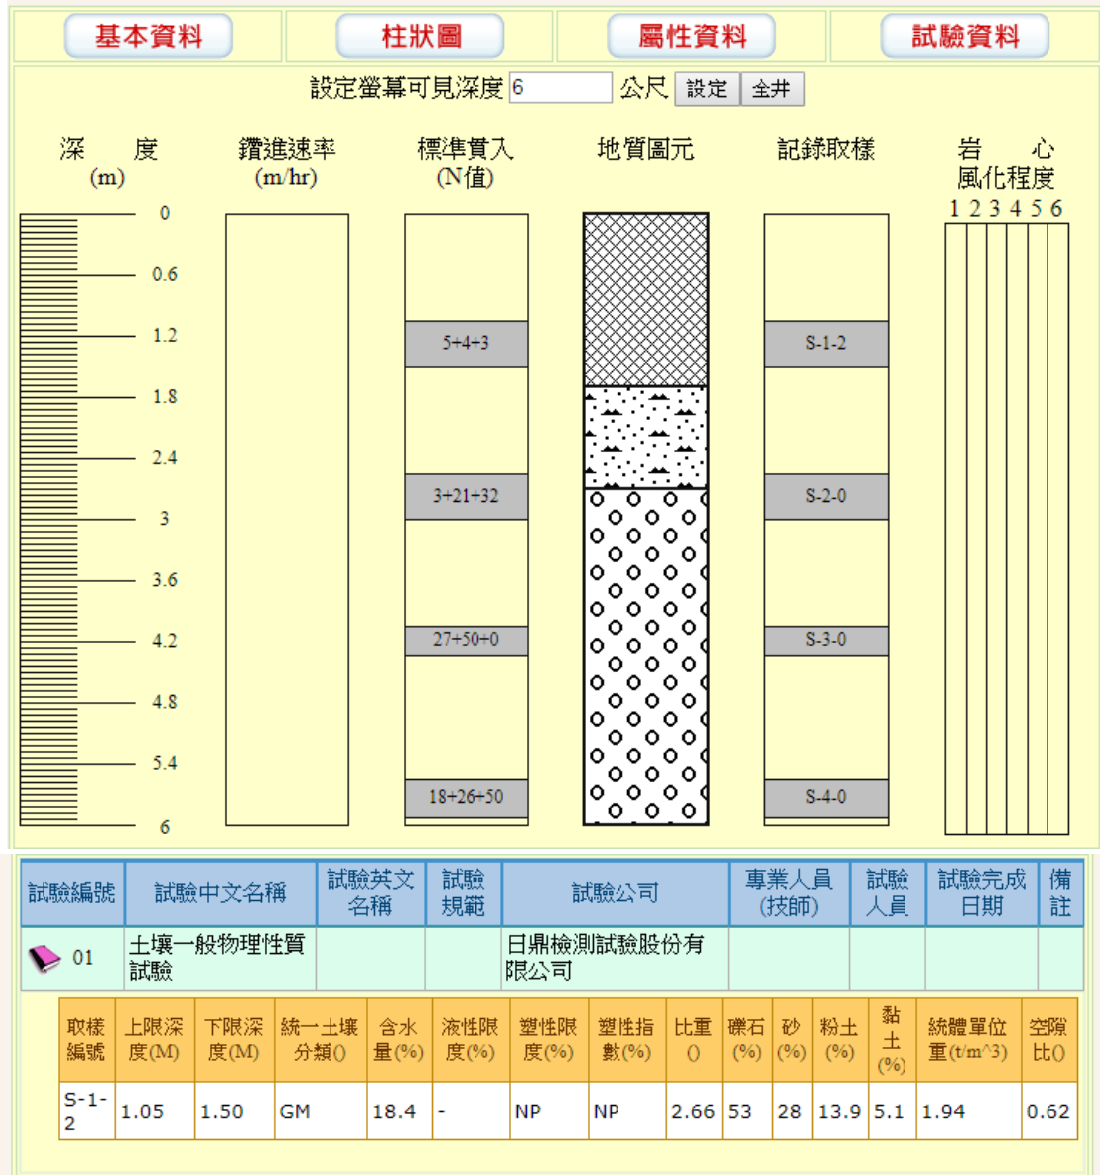 基本資料 柱狀圖 屬性資料 試驗資料
設定螢幕可見深度 6 公尺 設定 全井
深 度 鑽進速率 標準貫入 地質圖元 記錄取樣 岩 心
(m) (m/hr) (N值) 風化程度
1 2 3 4 5 6
0
0.6
1.2 5+4+3 S-1-2
1.8
2.4
3+21+32 S-2-0
3
3.6
4.2 27+50+0 S-3-0
4.8
5.4
18+26+50 S-4-0
6
試驗編號 試驗中文名稱 試驗英文名稱 試驗規範 試驗公司 專業人員(技師) 試驗人員 試驗完成日期 備註
01 土壤一般物理性質試驗 日鼎檢測試驗股份有限公司
取樣編號 上限深度(M) 下限深度(M) 統一土壤分類() 含水量(%) 液性限度(%) 塑性限度(%) 塑性指數(%) 比重() 礫石(%) 砂(%) 粉土(%) 黏土(%) 統體單位重(t/m^3) 空隙比()
S-1-2 1.05 1.50 GM 18.4 - NP NP 2.66 53 28 13.9 5.1 1.94 0.62